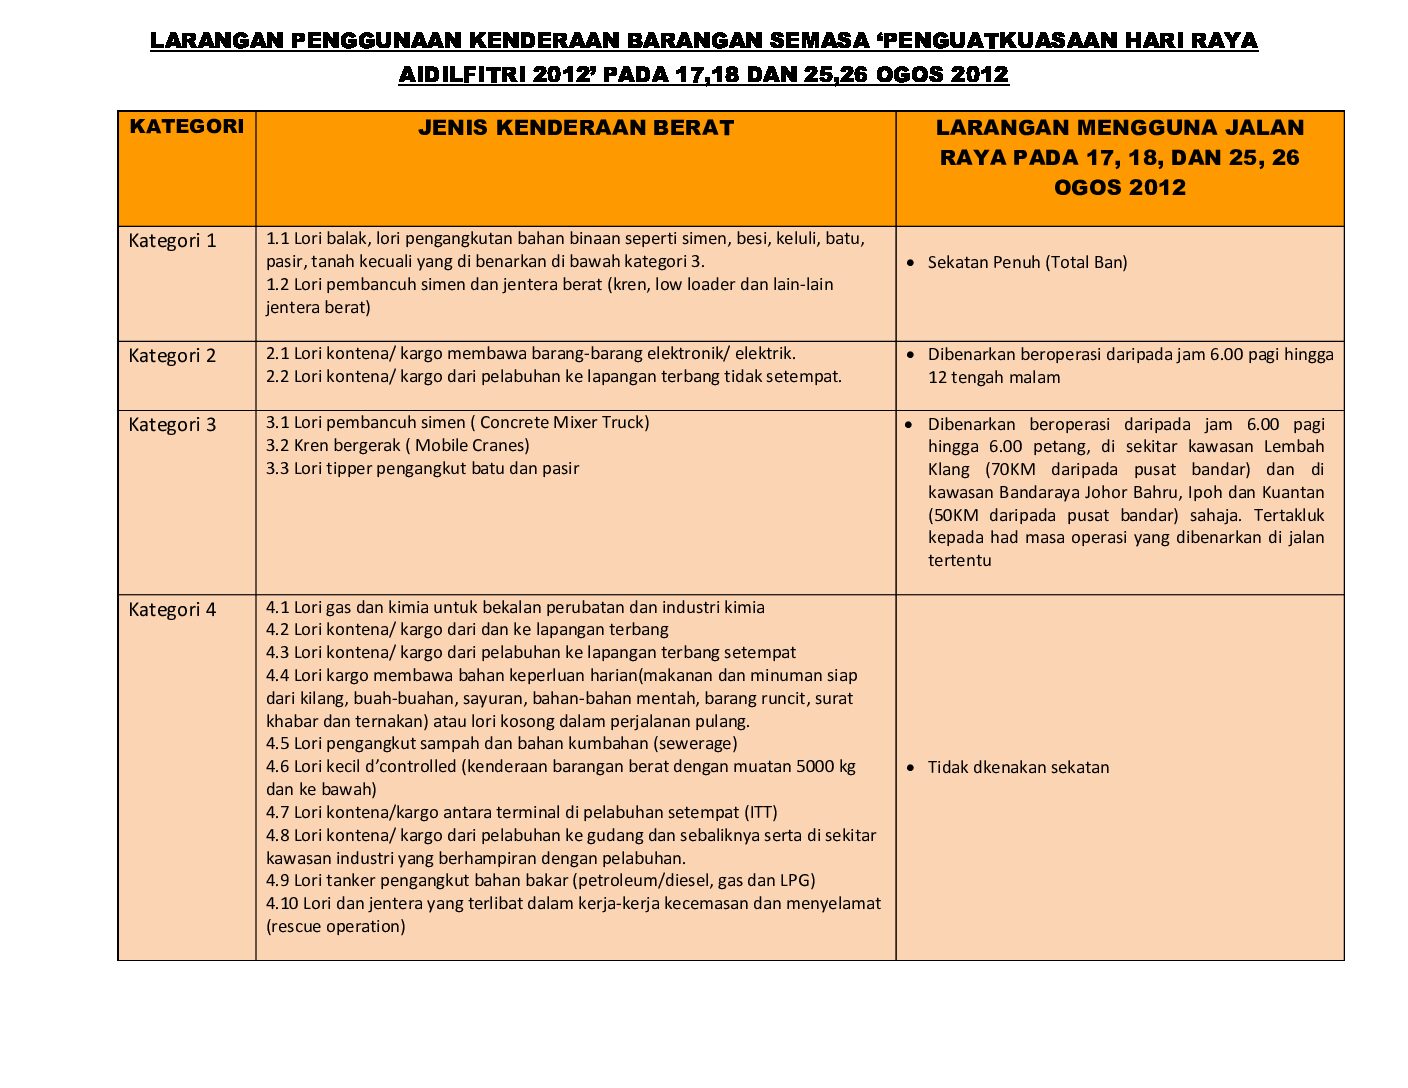 LARANGAN PENGGUNAAN KENDERAAN BARANGAN SEMASA ‘PENGUATKUASAAN HARI RAYA
AIDILFITRI 2012’ PADA 17,18 DAN 25,26 OGOS 2012
KATEGORI
JENIS KENDERAAN BERAT
LARANGAN MENGGUNA JALAN
RAYA PADA 17, 18, DAN 25, 26
OGOS 2012
Kategori 1
1.1 Lori balak, lori pengangkutan bahan binaan seperti simen, besi, keluli, batu,
pasir, tanah kecuali yang di benarkan di bawah kategori 3.
1.2 Lori pembancuh simen dan jentera berat (kren, low loader dan lain-lain
jentera berat)
• Sekatan Penuh (Total Ban)
Kategori 2
2.1 Lori kontena/ kargo membawa barang-barang elektronik/ elektrik.
2.2 Lori kontena/ kargo dari pelabuhan ke lapangan terbang tidak setempat.
• Dibenarkan beroperasi daripada jam 6.00 pagi hingga
12 tengah malam
Kategori 3
3.1 Lori pembancuh simen ( Concrete Mixer Truck)
3.2 Kren bergerak ( Mobile Cranes)
3.3 Lori tipper pengangkut batu dan pasir
• Dibenarkan beroperasi daripada jam 6.00 pagi
hingga 6.00 petang, di sekitar kawasan Lembah
Klang (70KM daripada pusat bandar) dan di
kawasan Bandaraya Johor Bahru, Ipoh dan Kuantan
(50KM daripada pusat bandar) sahaja. Tertakluk
kepada had masa operasi yang dibenarkan di jalan
tertentu
Kategori 4
4.1 Lori gas dan kimia untuk bekalan perubatan dan industri kimia
4.2 Lori kontena/ kargo dari dan ke lapangan terbang
4.3 Lori kontena/ kargo dari pelabuhan ke lapangan terbang setempat
4.4 Lori kargo membawa bahan keperluan harian(makanan dan minuman siap
dari kilang, buah-buahan, sayuran, bahan-bahan mentah, barang runcit, surat
khabar dan ternakan) atau lori kosong dalam perjalanan pulang.
4.5 Lori pengangkut sampah dan bahan kumbahan (sewerage)
4.6 Lori kecil d’controlled (kenderaan barangan berat dengan muatan 5000 kg
dan ke bawah)
4.7 Lori kontena/kargo antara terminal di pelabuhan setempat (ITT)
4.8 Lori kontena/ kargo dari pelabuhan ke gudang dan sebaliknya serta di sekitar
kawasan industri yang berhampiran dengan pelabuhan.
4.9 Lori tanker pengangkut bahan bakar (petroleum/diesel, gas dan LPG)
4.10 Lori dan jentera yang terlibat dalam kerja-kerja kecemasan dan menyelamat
(rescue operation)
• Tidak dkenakan sekatan